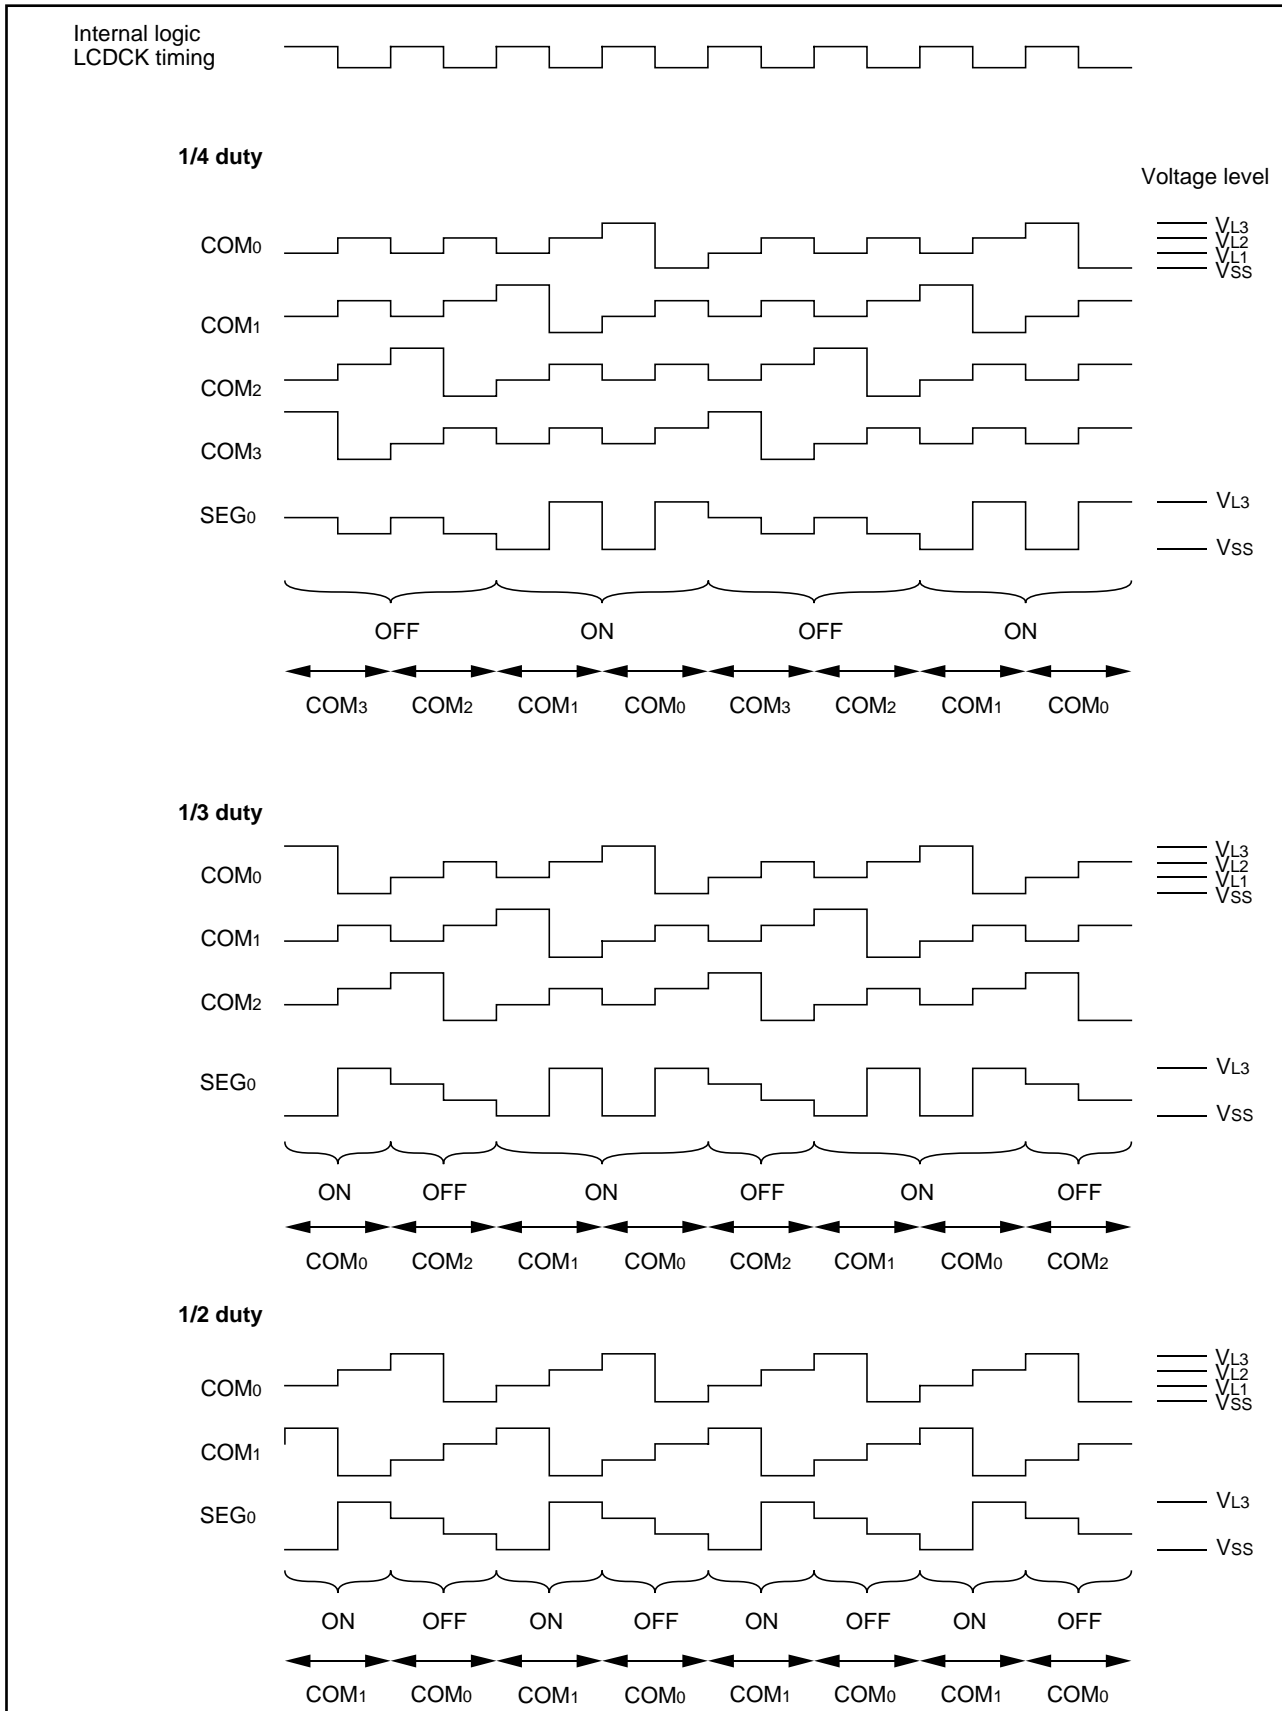 Internal logic
LCDCK timing
1/4 duty
Voltage level
COM0
VL3
VL2
VL1
VSS
COM1
COM2
COM3
SEG0
VL3
VSS
OFF ON OFF ON
COM3 COM2 COM1 COM0 COM3 COM2 COM1 COM0
1/3 duty
COM0
VL3
VL2
VL1
VSS
COM1
COM2
SEG0
VL3
VSS
ON OFF ON OFF ON OFF
COM0 COM2 COM1 COM0 COM2 COM1 COM0 COM2
1/2 duty
COM0
VL3
VL2
VL1
VSS
COM1
SEG0
VL3
VSS
ON OFF ON OFF ON OFF ON OFF
COM1 COM0 COM1 COM0 COM1 COM0 COM1 COM0